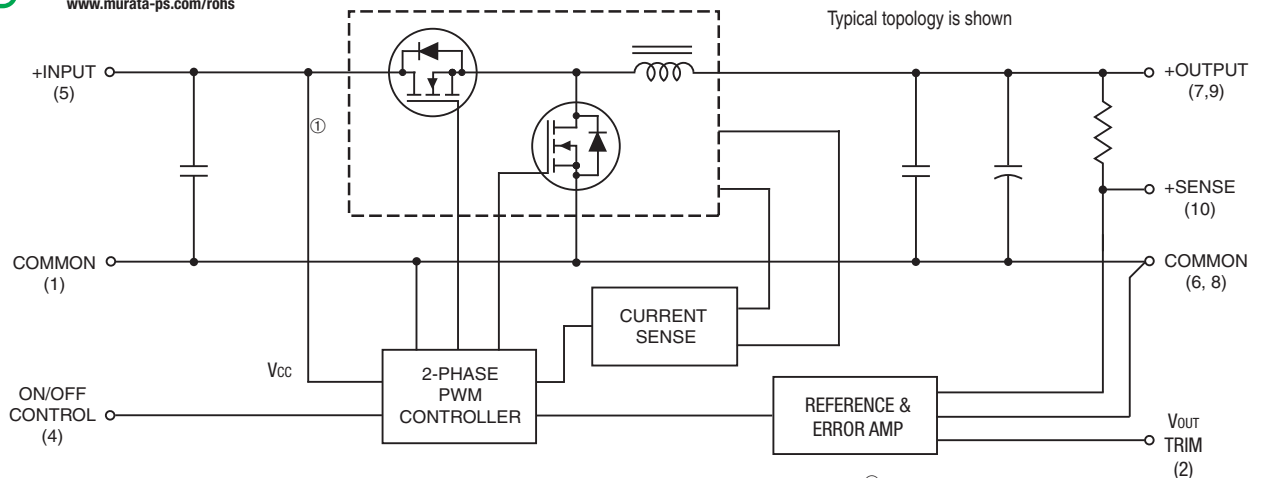 www.murata-ps.com/rohs
Typical topology is shown
+INPUT
(5)
+OUTPUT
(7,9)
①
+SENSE
(10)
COMMON
(1)
COMMON
(6, 8)
CURRENT
SENSE
VCC
2-PHASE
PWM
CONTROLLER
ON/OFF
CONTROL
(4)
REFERENCE &
ERROR AMP
VOUT
TRIM
(2)